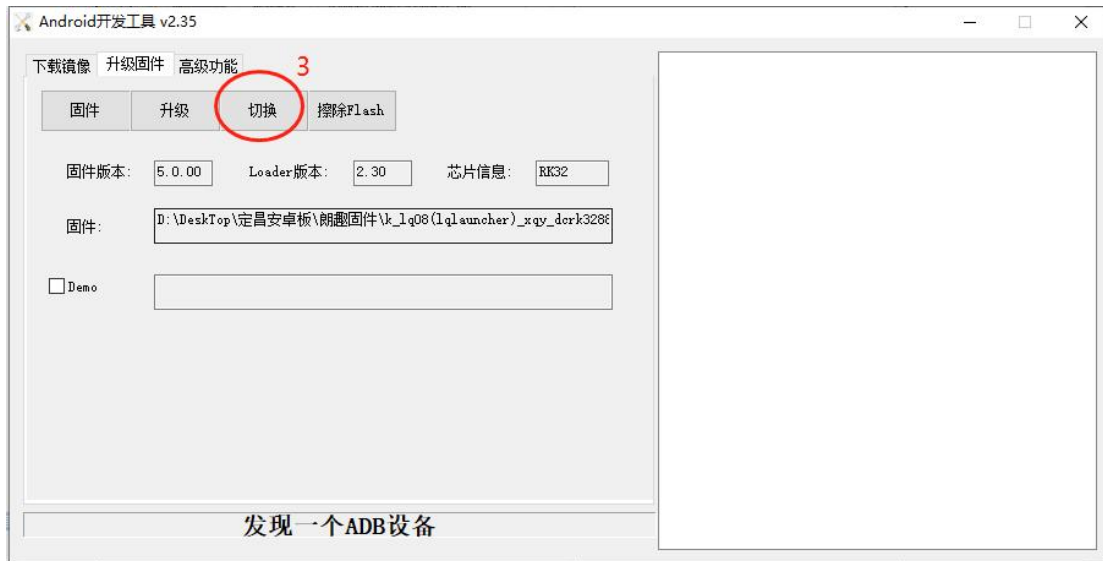 Android开发工具 v2.35
下载镜像 升级固件 高级功能 3
固件 升级 切换 擦除Flash
固件版本: 5.0.00 Loader版本: 2.30 芯片信息: RK32
固件: D:\DeskTop\定昌安卓板\朗趣固件\k_lq08(lqlauncher)_xqy_dcrk3288
Demo
发现一个ADB设备